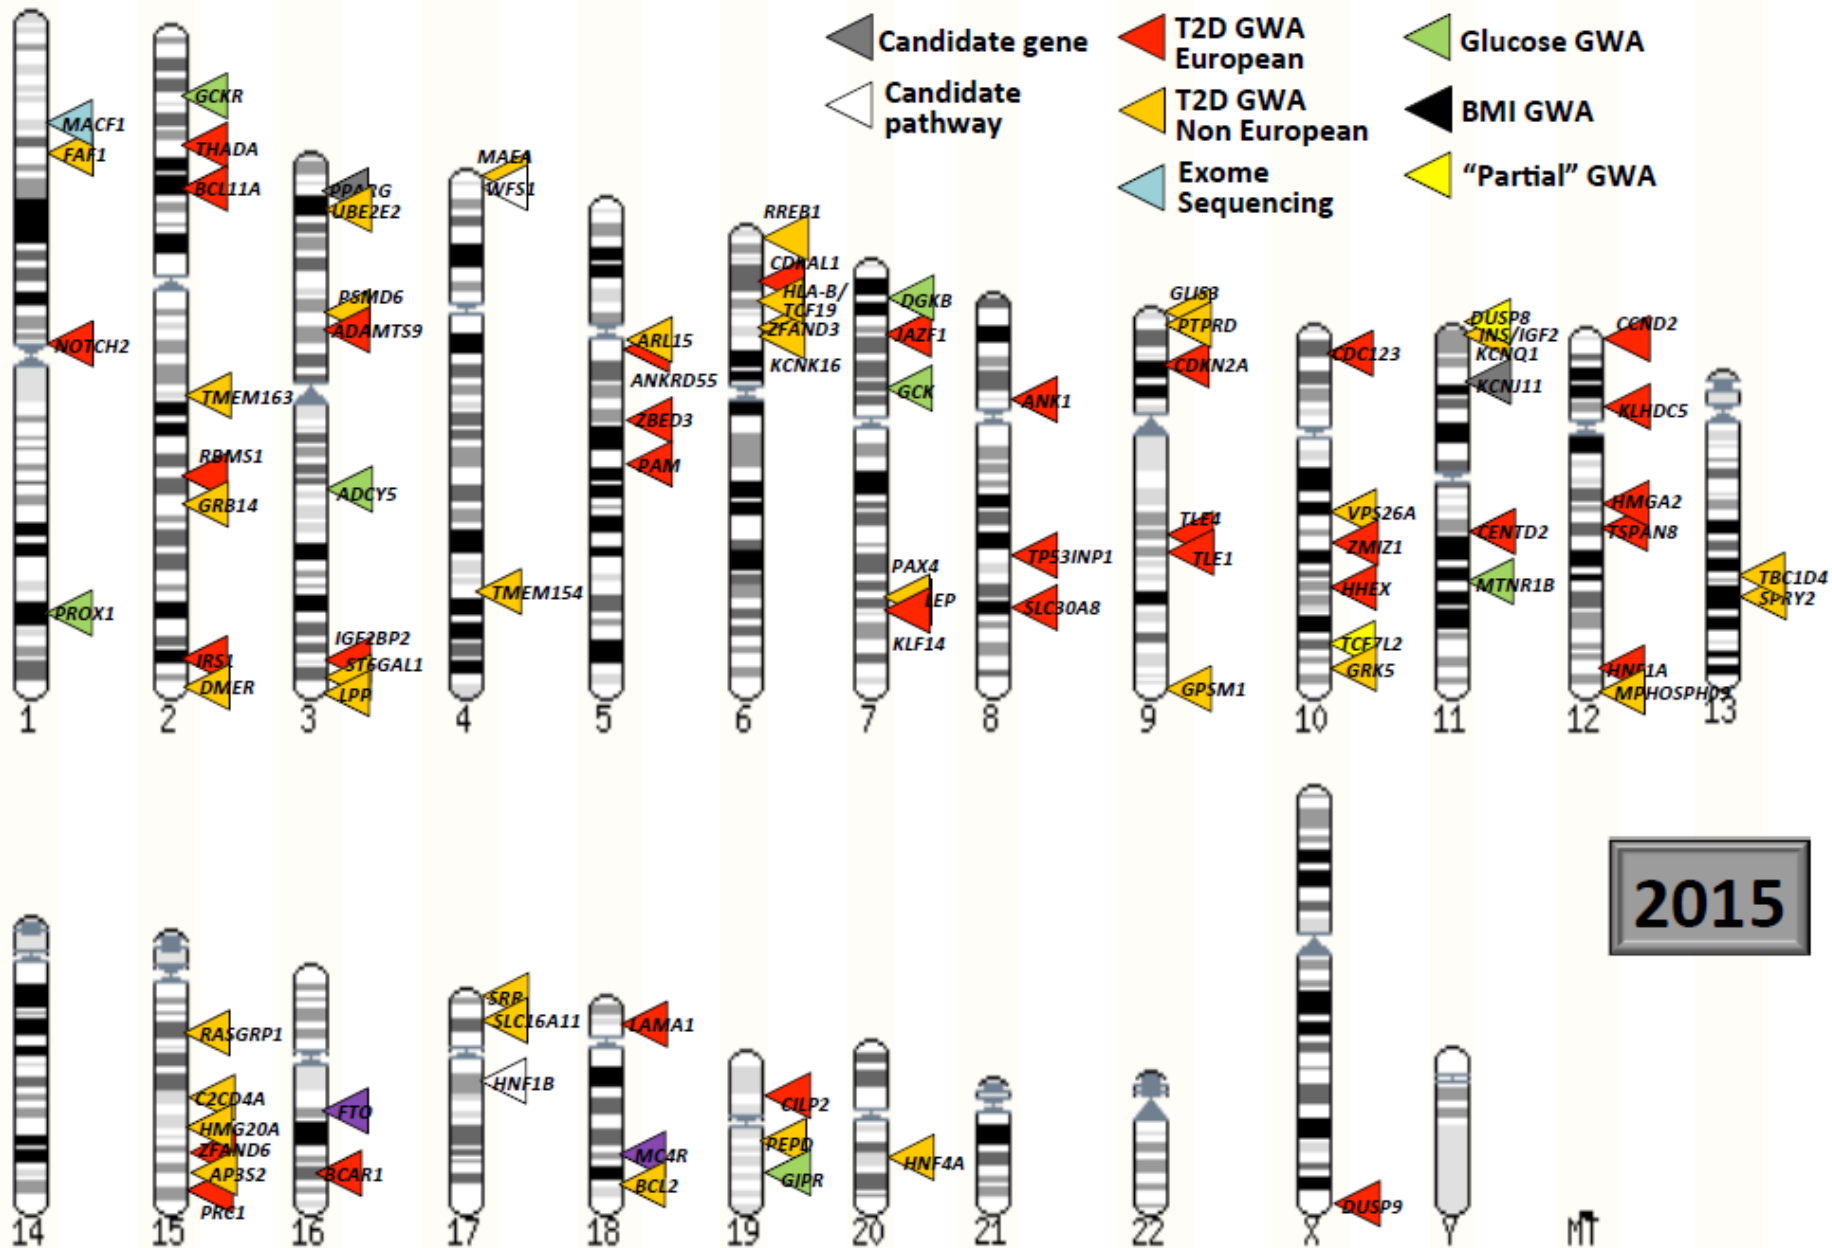 Candidate gene
Candidate
pathway
T2D GWA
European
T2D GWA
Non European
Exome
Sequencing
Glucose GWA
BMI GWA
“Partial” GWA
MACF1
FAF1
NOTCH2
PROX1
1
GCKR
THADA
BCL11A
TMEM163
RBMS1
GRB14
IRS1
DMER
2
PPARG
UBE2E2
PSMD6
ADAMTS9
ADCY5
IGF2BP2
ST6GAL1
LPP
3
MAEA
WFS1
TMEM154
4
ARL15
ANKRD55
ZBED3
PAM
5
RREB1
CDKAL1
HLA-B/
TCF19
ZFAND3
KCNK16
6
DGKB
JAZF1
GCK
PAX4
LEP
KLF14
7
ANK1
TP53INP1
SLC30A8
8
GLIS3
PTPRD
CDKN2A
TLE4
TLE1
GPSM1
9
CDC123
VPS26A
ZMIZ1
HHEX
TCF7L2
GRK5
10
DUSP8
INS/IGF2
KCNQ1
KCNJ11
CENTD2
MTNR1B
11
CCND2
KLHDC5
HMGA2
TSPAN8
HNF1A
MPHOSPH09
12
TBC1D4
SPRY2
13
2015
14
RASGRP1
C2CD4A
HMG20A
ZFAND6
AP3S2
PRC1
15
FTO
BCAR1
16
SRR
SLC16A11
HNF1B
17
LAMA1
MC4R
BCL2
18
CILP2
PEPD
GIPR
19
HNF4A
20
21
22
DUSP9
X
Y
MT